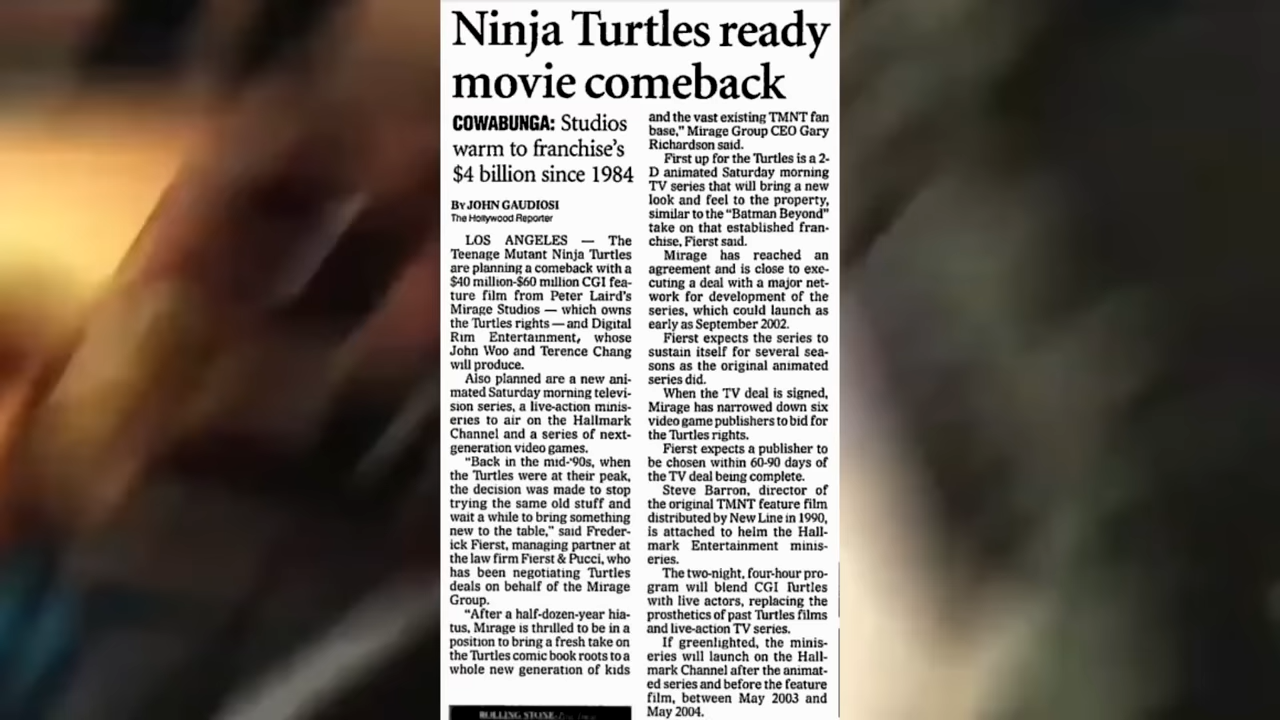 Ninja Turtles ready
movie comeback
COWABUNGA: Studios
warm to franchise's
$4 billion since 1984
BY JOHN GAUDIOSI
The Hollywood Reporter
LOS ANGELES — The
Teenage Mutant Ninja Turtles
are planning a comeback with a
$40 million-$60 million CGI fea-
ture film from Peter Laird's
Mirage Studios — which owns
the Turtles rights — and Digital
Rim Entertainment, whose
John Woo and Terence Chang
will produce.
Also planned are a new ani-
mated Saturday morning televi-
sion series, a live-action minis-
eries to air on the Hallmark
Channel and a series of next-
generation video games.
"Back in the mid-'90s, when
the Turtles were at their peak,
the decision was made to stop
trying the same old stuff and
wait a while to bring something
new to the table," said Freder-
ick Fierst, managing partner at
the law firm Fierst & Pucci, who
has been negotiating Turtles
deals on behalf of the Mirage
Group.
"After a half-dozen-year hia-
tus, Mirage is thrilled to be in a
position to bring a fresh take on
the Turtles comic book roots to a
whole new generation of kids
and the vast existing TMNT fan
base," Mirage Group CEO Gary
Richardson said.
First up for the Turtles is a 2-
D animated Saturday morning
TV series that will bring a new
look and feel to the property,
similar to the "Batman Beyond"
take on that established fran-
chise, Fierst said.
Mirage has reached an
agreement and is close to exe-
cuting a deal with a major net-
work for development of the
series, which could launch as
early as September 2002.
Fierst expects the series to
sustain itself for several sea-
sons as the original animated
series did.
When the TV deal is signed,
Mirage has narrowed down six
video game publishers to bid for
the Turtles rights.
Fierst expects a publisher to
be chosen within 60-90 days of
the TV deal being complete.
Steve Barron, director of
the original TMNT feature film
distributed by New Line in 1990,
is attached to helm the Hall-
mark Entertainment minis-
eries.
The two-night, four-hour pro-
gram will blend CGI Turtles
with live actors, replacing the
prosthetics of past Turtles films
and live-action TV series.
If greenlighted, the minis-
eries will launch on the Hall-
mark Channel after the animat-
ed series and before the feature
film, between May 2003 and
May 2004.
ROLLING STONE